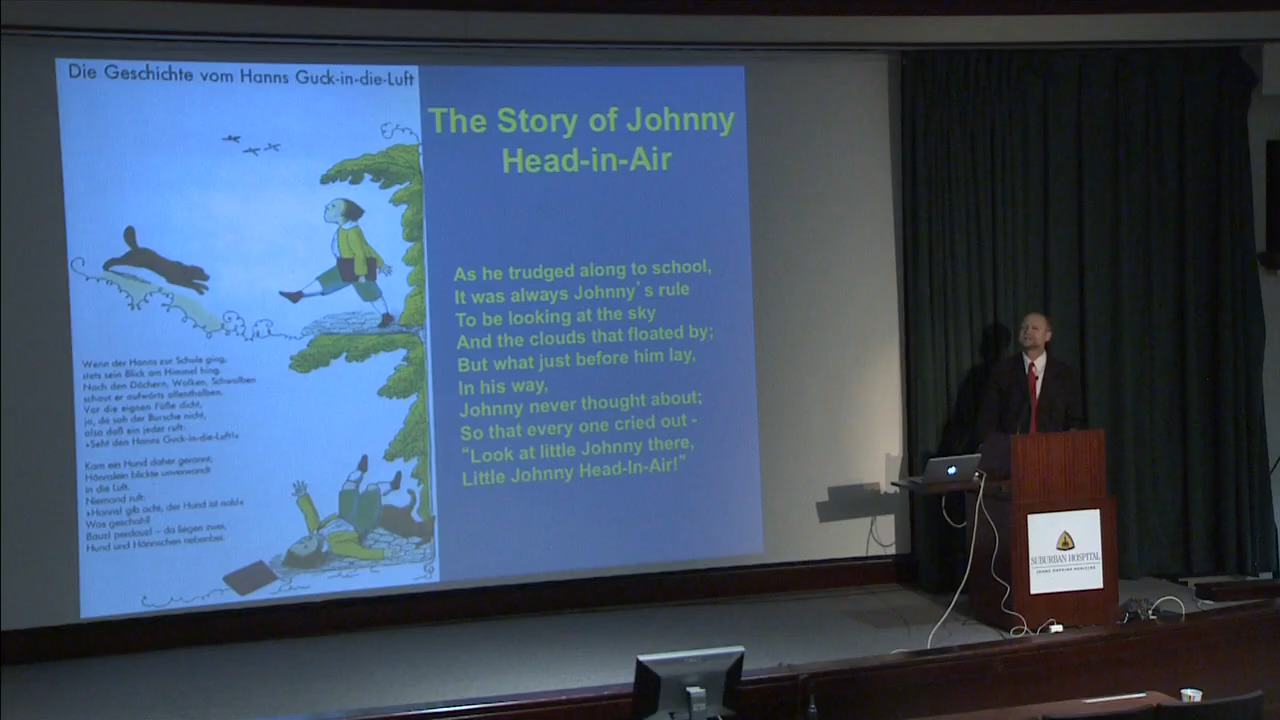 Die Geschichte vom Hanns Guck-in-die-Luft
Wenn der Hanns zur Schule ging,
stets sein Blick am Himmel hing.
Nach den Dächern, Wolken, Schwalben
schaut er aufwärts allenthalben.
Vor die eignen Füße dicht,
ja, da sah der Bursche nicht,
also daß ein jeder ruft:
»Seht den Hanns Guck-in-die-Luft!«
Kam ein Hund daher gerannt;
Hännslein blickte unverwandt
in die Luft.
Niemand ruft:
»Hanns! gib acht, der Hund ist nah!«
Was geschah?
Bauz! perdauz! – da liegen zwei,
Hund und Hännschen nebenbei.
The Story of Johnny
Head-in-Air
As he trudged along to school,
It was always Johnny's rule
To be looking at the sky
And the clouds that floated by;
But what just before him lay,
In his way,
Johnny never thought about;
So that every one cried out -
"Look at little Johnny there,
Little Johnny Head-In-Air!"
SUBURBAN HOSPITAL
JOHNS HOPKINS MEDICINE